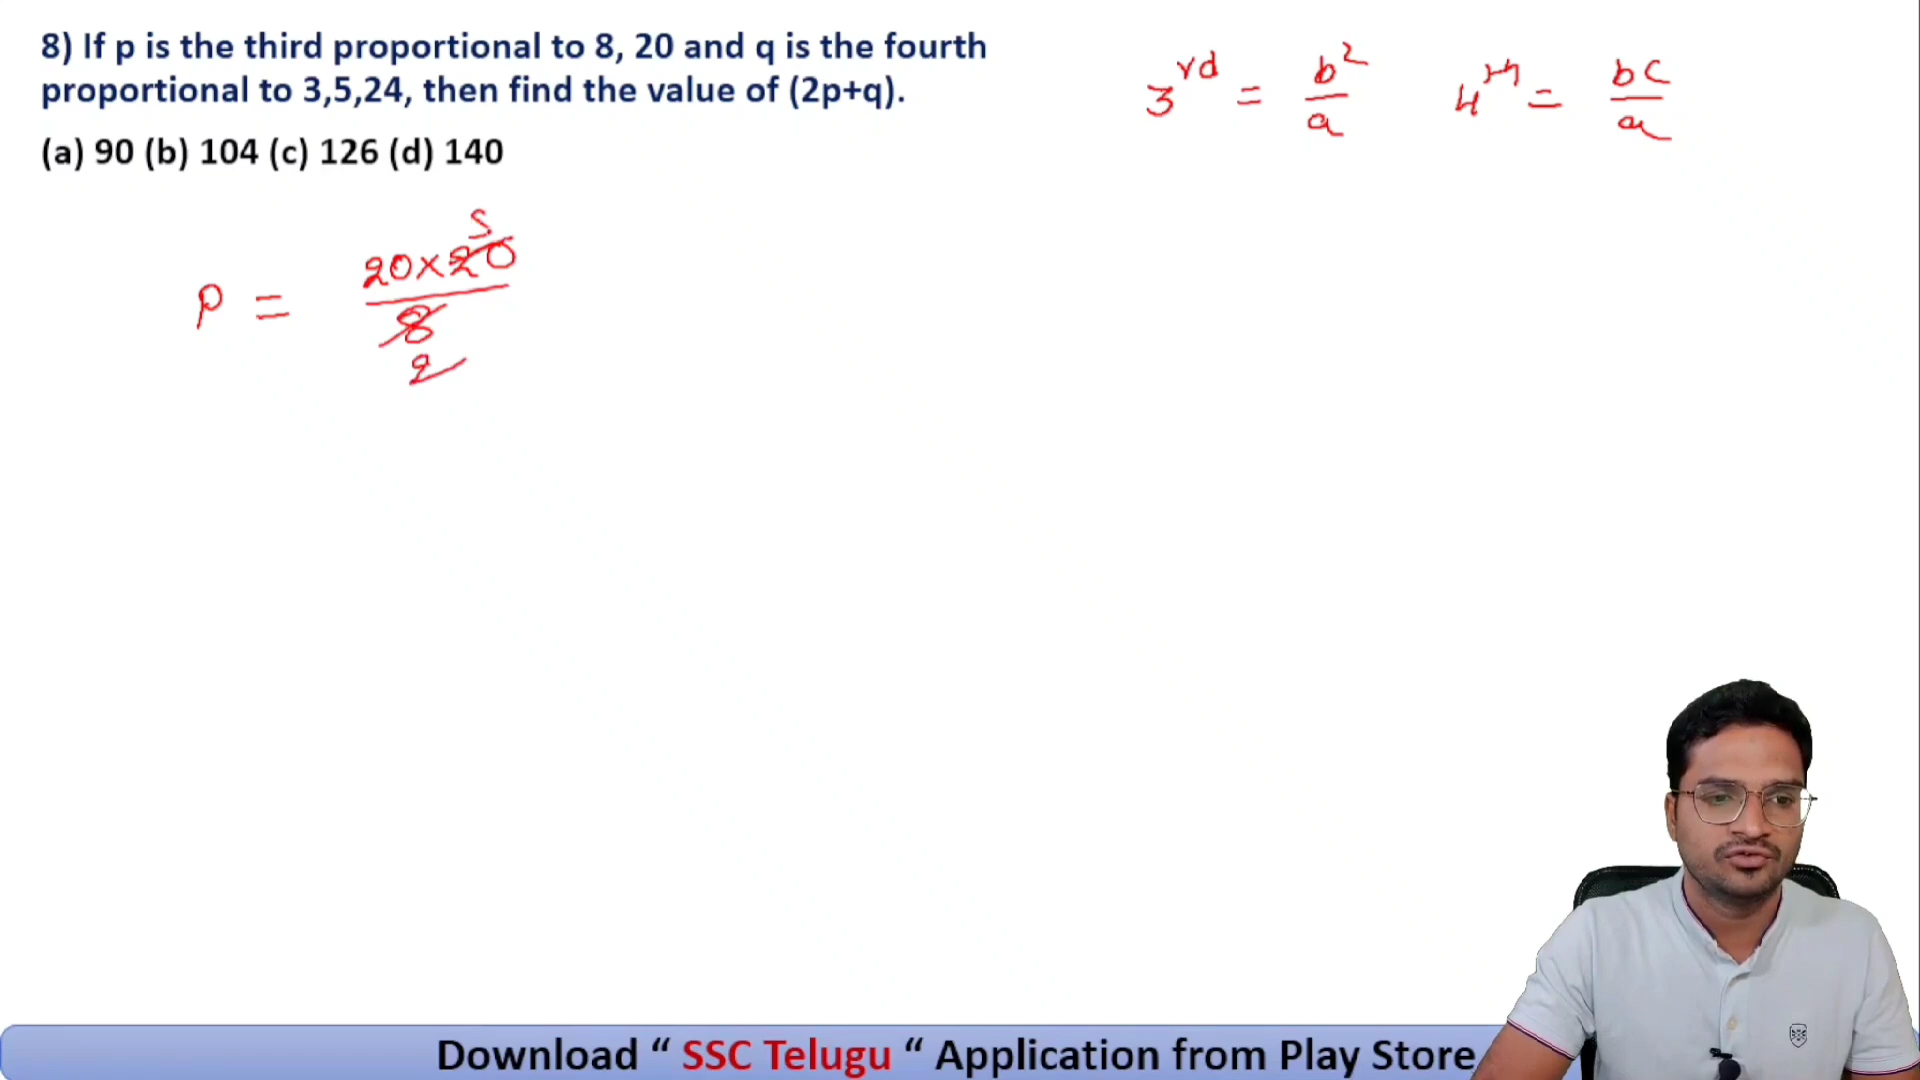 8) If p is the third proportional to 8, 20 and q is the fourth
proportional to 3,5,24, then find the value of (2p+q).
(a) 90 (b) 104 (c) 126 (d) 140
3rd = b²/a 4th = bc/a
P = 20×20/8
5
2
Download “ SSC Telugu “ Application from Play Store